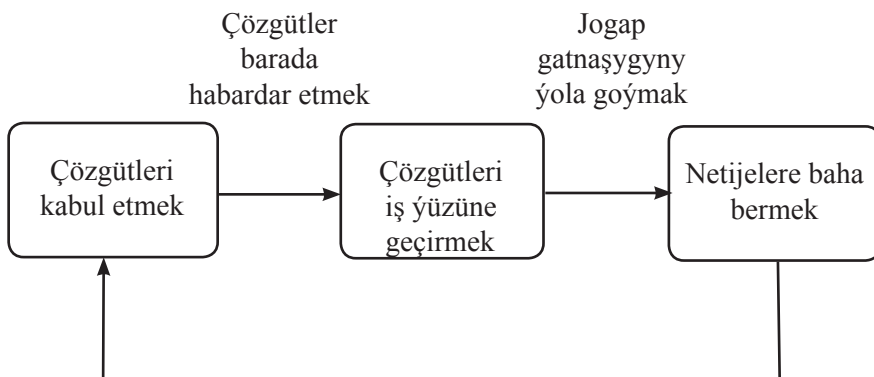 Çözgütler
barada
habardar etmek
Jogap
gatnaşygyny
ýola goýmak
Çözgütleri
kabul etmek
Çözgütleri
iş ýüzüne
geçirmek
Netijelere baha
bermek